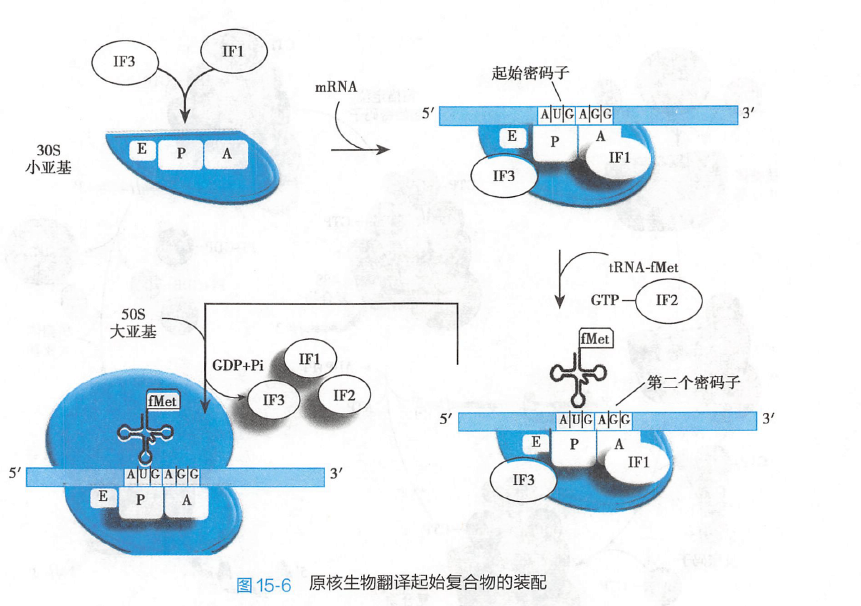 IF3
IF1
30S
小亚基
E
P
A
mRNA
起始密码子
5′
A U G A G G
3′
E
P
A
IF1
IF3
tRNA-fMet
GTP
IF2
fMet
第二个密码子
5′
A U G A G G
3′
E
P
A
IF1
IF3
50S
大亚基
GDP+Pi
IF1
IF3
IF2
fMet
5′
A U G A G G
3′
E
P
A
图 15-6 原核生物翻译起始复合物的装配